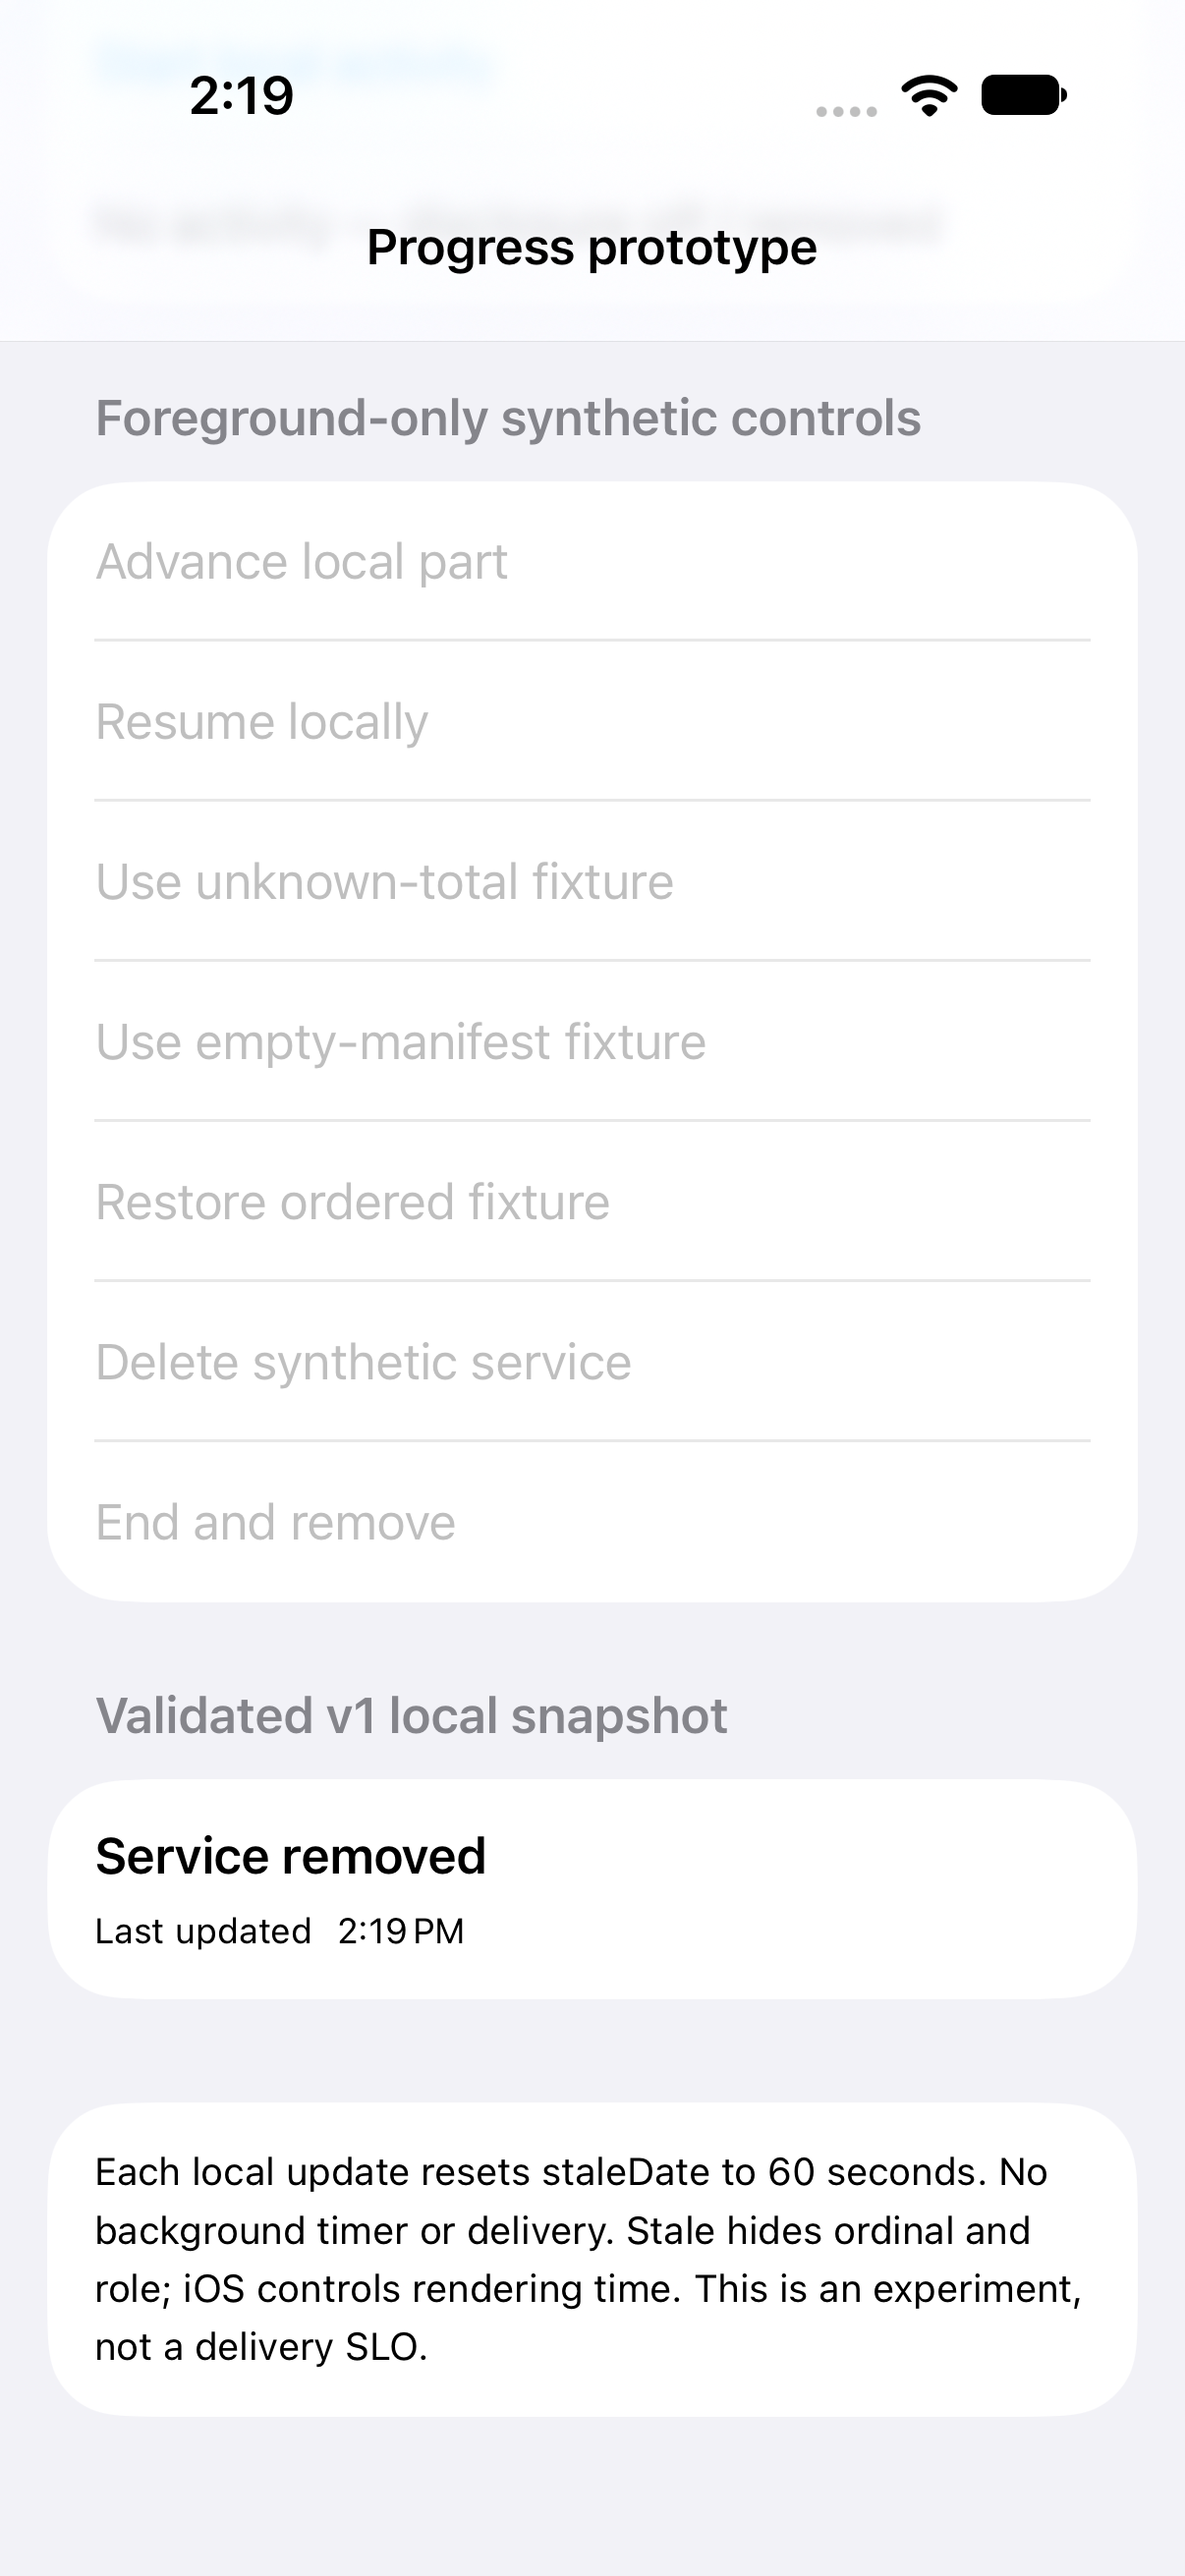 2:19
Progress prototype
Foreground-only synthetic controls
Advance local part
Resume locally
Use unknown-total fixture
Use empty-manifest fixture
Restore ordered fixture
Delete synthetic service
End and remove
Validated v1 local snapshot
Service removed
Last updated 2:19 PM
Each local update resets staleDate to 60 seconds. No
background timer or delivery. Stale hides ordinal and
role; iOS controls rendering time. This is an experiment,
not a delivery SLO.